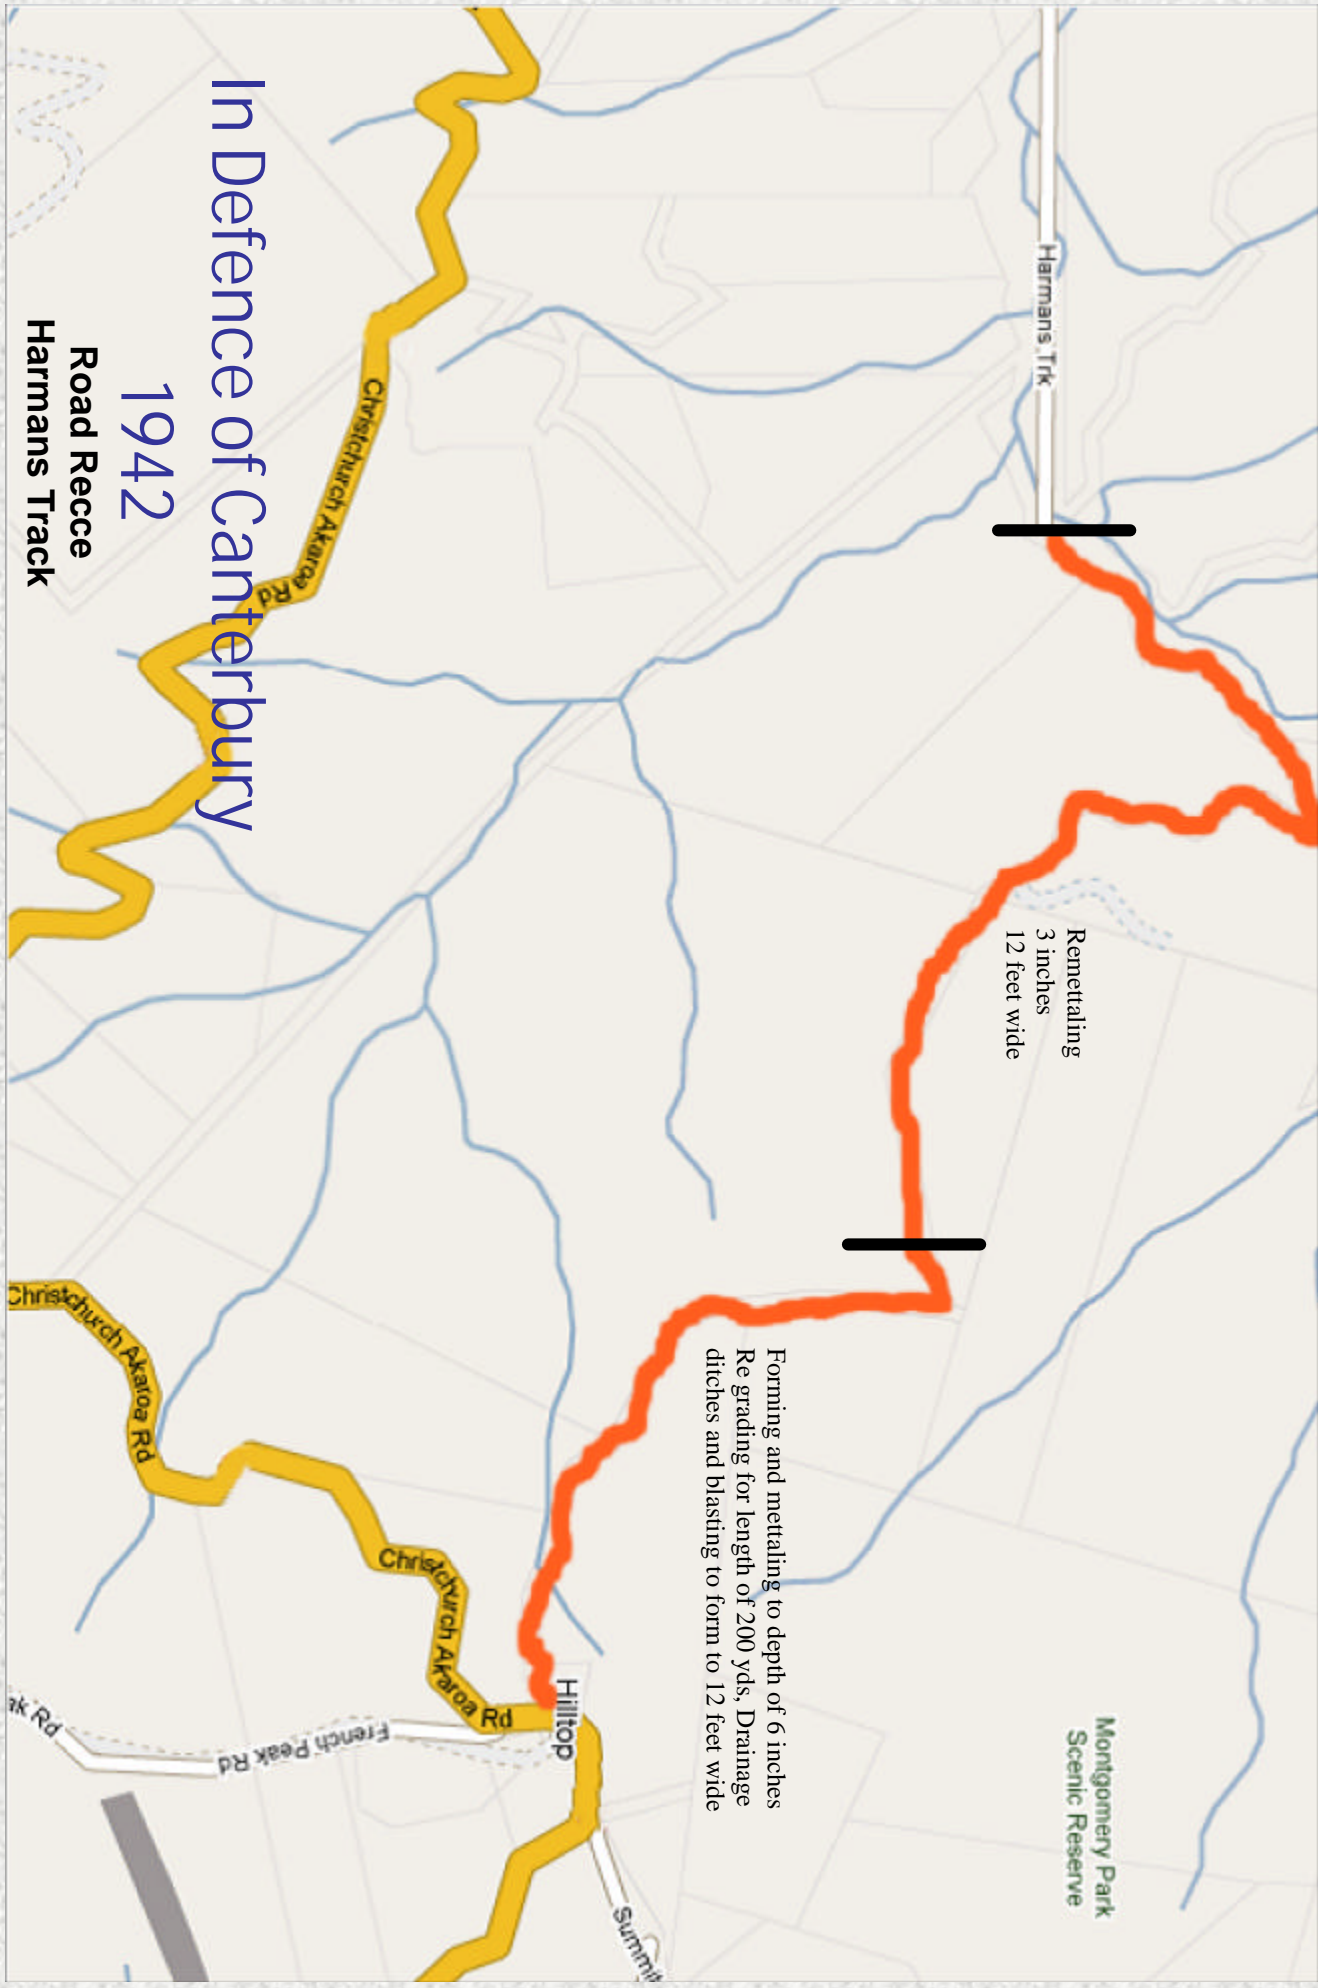 Harmans Trk
Remettaling
3 inches
12 feet wide
Montgomery Park
Scenic Reserve
Forming and mettaling to depth of 6 inches
Re grading for length of 200 yds, Drainage
ditches and blasting to form to 12 feet wide
Hilltop
Summit
Christchurch Akaroa Rd
Christchurch Akaroa Rd
Christchurch Akaroa Rd
French Peak Rd
ak Rd
In Defence of Canterbury
1942
Road Recce
Harmans Track